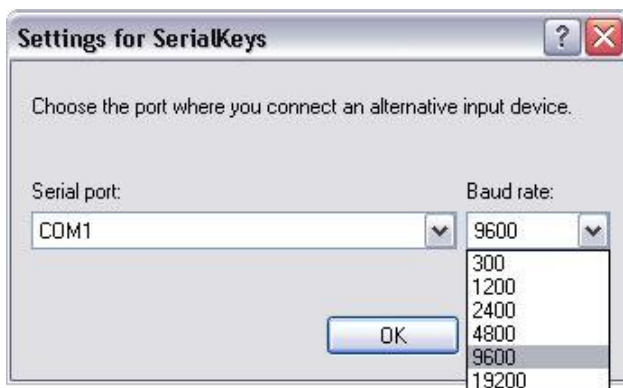 Settings for SerialKeys
Choose the port where you connect an alternative input device.
Serial port:
Baud rate:
COM1
9600
300
1200
2400
4800
OK
9600
19200